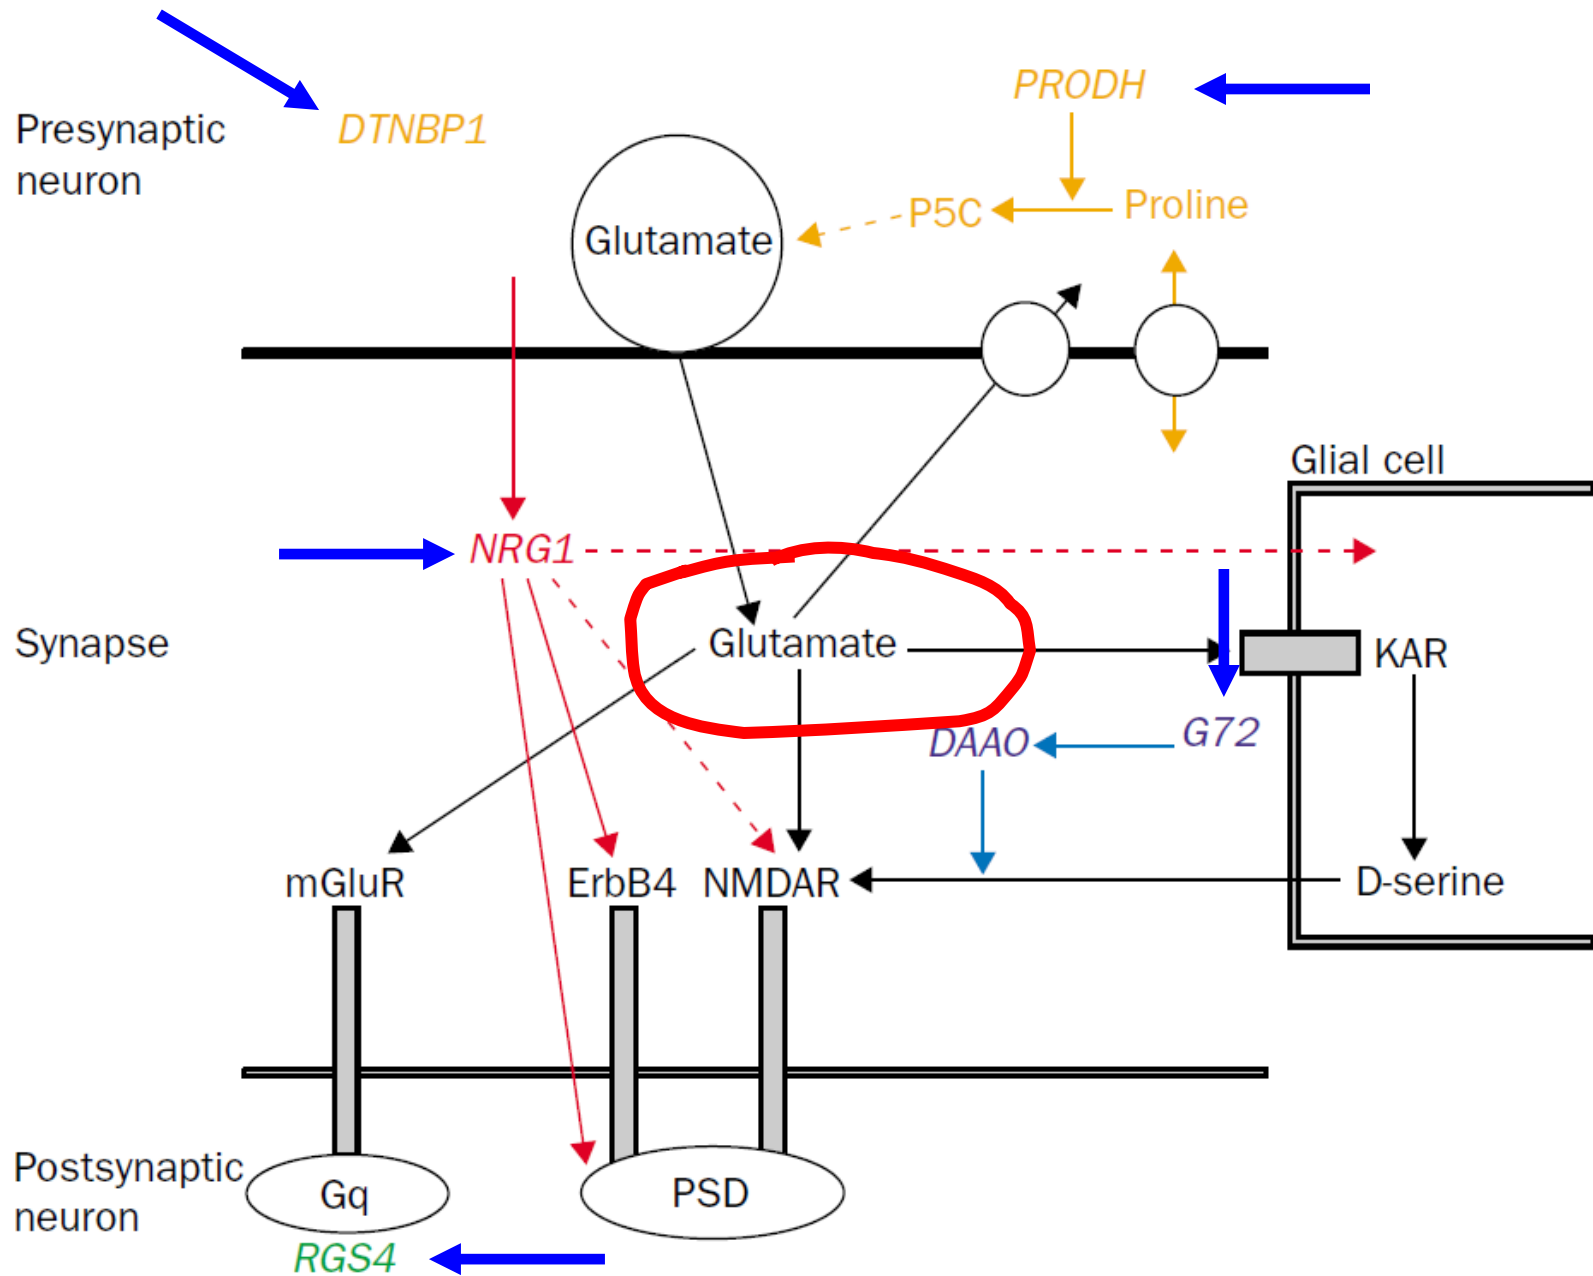 PRODH
Presynaptic
neuron
DTNBP1
P5C
Proline
Glutamate
Glial cell
NRG1
Synapse
Glutamate
KAR
DAAO
G72
mGluR
ErbB4
NMDAR
D-serine
Postsynaptic
neuron
Gq
PSD
RGS4